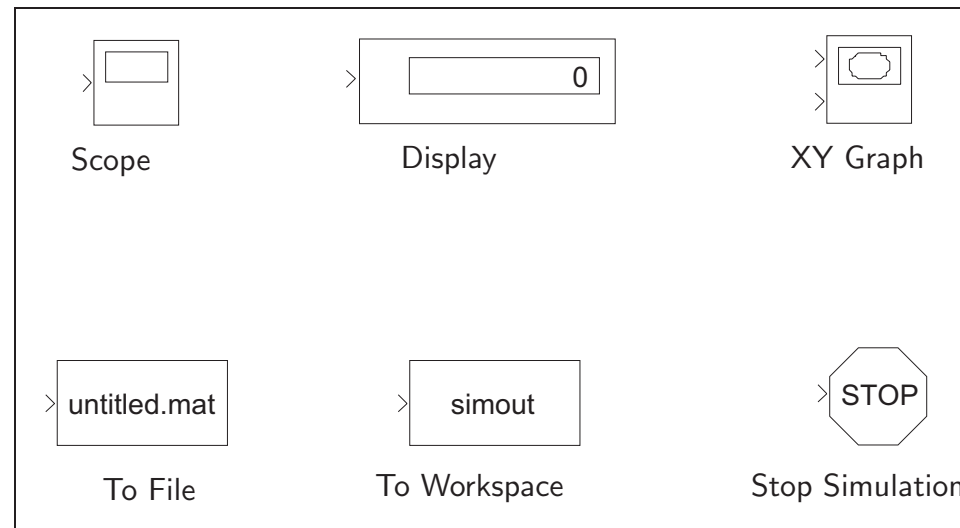 0
Scope
Display
XY Graph
untitled.mat
simout
STOP
To File
To Workspace
Stop Simulation